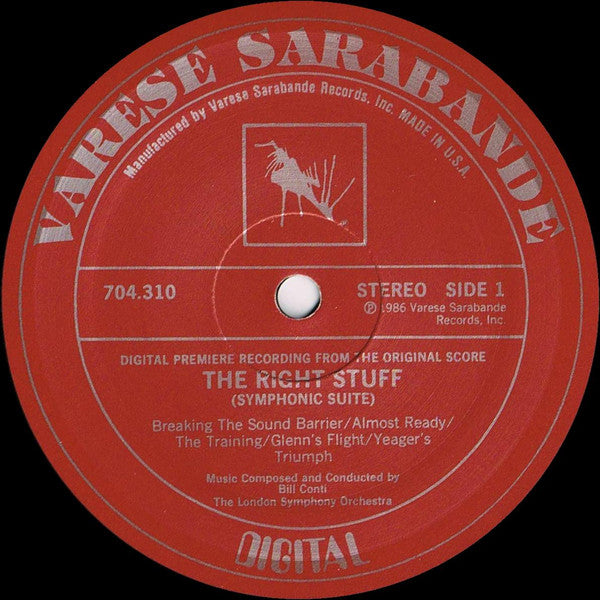 VARESE SARABANDE
Manufactured by Varese Sarabande Records, Inc. MADE IN U.S.A.
704.310
STEREO SIDE 1
℗ 1986 Varese Sarabande
Records, Inc.
DIGITAL PREMIERE RECORDING FROM THE ORIGINAL SCORE
THE RIGHT STUFF
(SYMPHONIC SUITE)
Breaking The Sound Barrier/Almost Ready/
The Training/Glenn's Flight/Yeager's
Triumph
Music Composed and Conducted by
Bill Conti
The London Symphony Orchestra
DIGITAL